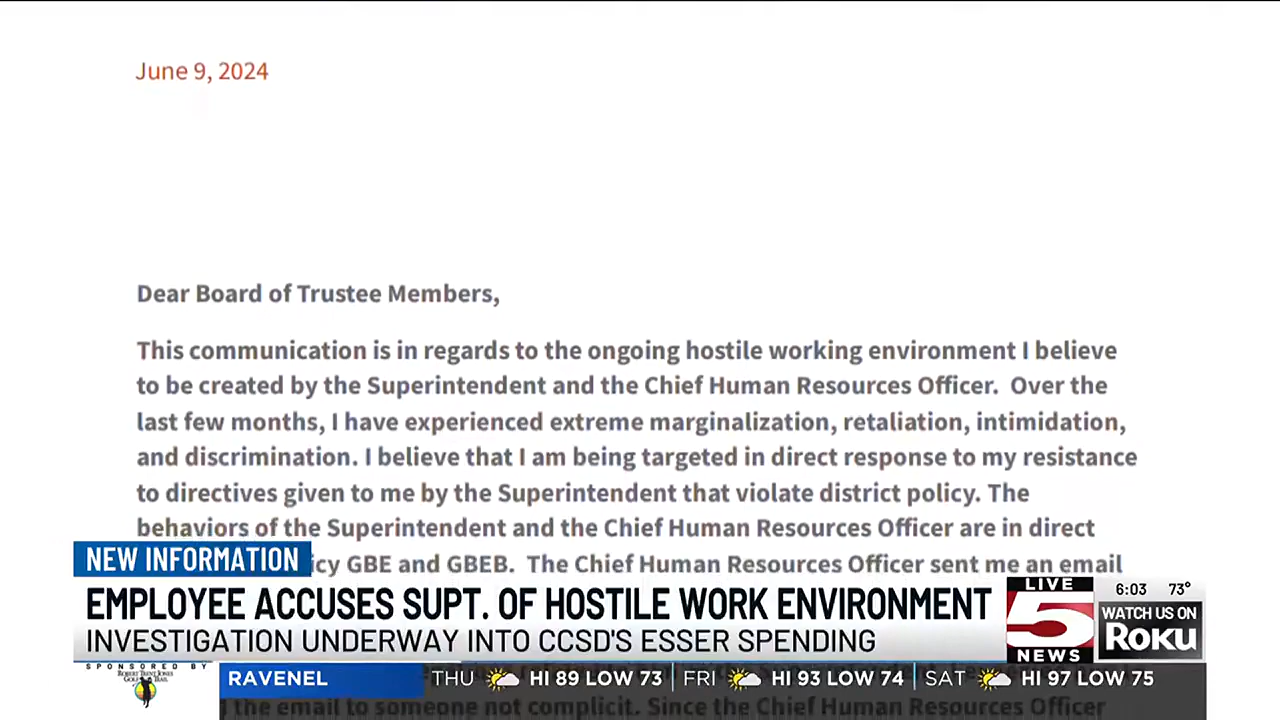 June 9, 2024
Dear Board of Trustee Members,
This communication is in regards to the ongoing hostile working environment I believe
to be created by the Superintendent and the Chief Human Resources Officer. Over the
last few months, I have experienced extreme marginalization, retaliation, intimidation,
and discrimination. I believe that I am being targeted in direct response to my resistance
to directives given to me by the Superintendent that violate district policy. The
behaviors of the Superintendent and the Chief Human Resources Officer are in direct
icy GBE and GBEB. The Chief Human Resources Officer sent me an email
NEW INFORMATION
EMPLOYEE ACCUSES SUPT. OF HOSTILE WORK ENVIRONMENT
INVESTIGATION UNDERWAY INTO CCSD'S ESSER SPENDING
LIVE
5
NEWS
6:03 73°
WATCH US ON
Roku
SPONSORED BY
ROBERT TRENT JONES
GOLF TRAIL
RAVENEL
THU HI 89 LOW 73 FRI HI 93 LOW 74 SAT HI 97 LOW 75
the email to someone not complicit. Since the Chief Human Resources Officer